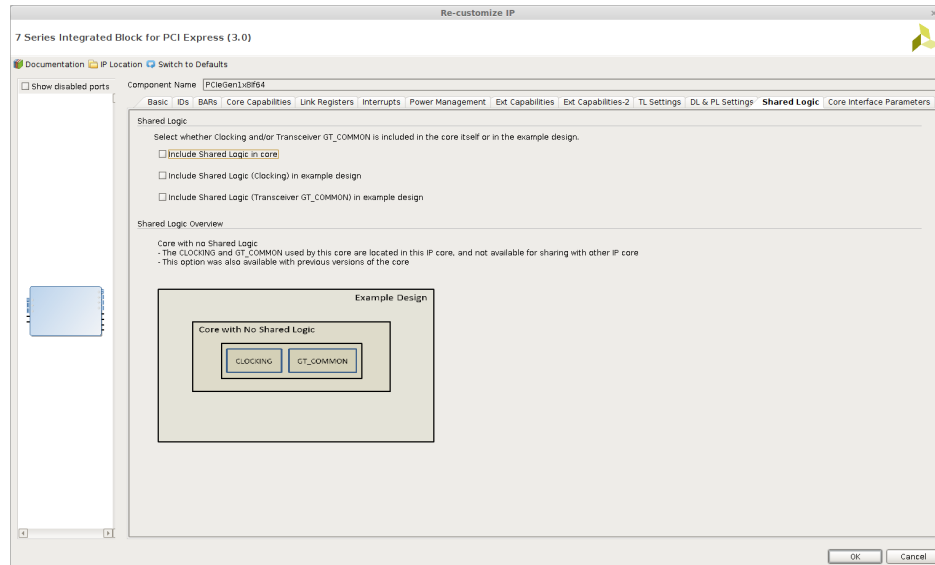 Re-customize IP
7 Series Integrated Block for PCI Express (3.0)
Documentation IP Location Switch to Defaults
Show disabled ports
Component Name PCIeGen1x8If64
Basic IDs BARs Core Capabilities Link Registers Interrupts Power Management Ext Capabilities Ext Capabilities-2 TL Settings DL & PL Settings Shared Logic Core Interface Parameters
Shared Logic
Select whether Clocking and/or Transceiver GT_COMMON is included in the core itself or in the example design.
Include Shared Logic in core
Include Shared Logic (Clocking) in example design
Include Shared Logic (Transceiver GT_COMMON) in example design
Shared Logic Overview
Core with no Shared Logic
- The CLOCKING and GT_COMMON used by this core are located in this IP core, and not available for sharing with other IP core
- This option was also available with previous versions of the core
Example Design
Core with No Shared Logic
CLOCKING GT_COMMON
OK Cancel